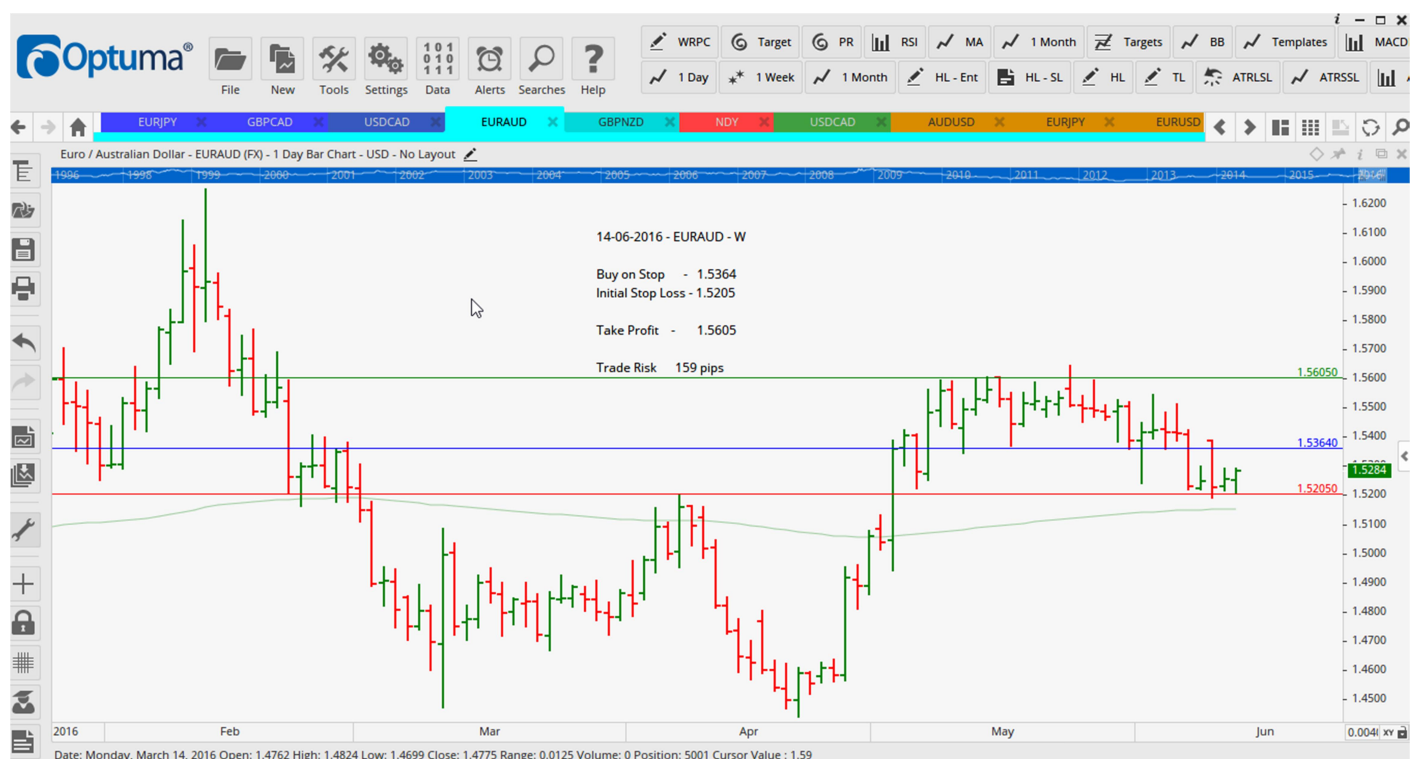 Optuma®
File New Tools Settings Data Alerts Searches Help
WRPC Target PR RSI MA 1 Month Targets BB Templates MACD
1 Day 1 Week 1 Month HL - Ent HL - SL HL TL ATRLSL ATRSSL
EURJPY GBPCAD USDCAD EURAUD GBPNZD NDY USDCAD AUDUSD EURJPY EURUSD
Euro / Australian Dollar - EURAUD (FX) - 1 Day Bar Chart - USD - No Layout
1996 1998 1999 2000 2001 2002 2003 2004 2005 2006 2007 2008 2009 2010 2011 2012 2013 2014 2015 2016
14-06-2016 - EURAUD - W
Buy on Stop - 1.5364
Initial Stop Loss - 1.5205
Take Profit - 1.5605
Trade Risk 159 pips
1.56050
1.53640
1.52050
1.6200
1.6100
1.6000
1.5900
1.5800
1.5700
1.5600
1.5500
1.5400
1.5284
1.5200
1.5100
1.5000
1.4900
1.4800
1.4700
1.4600
1.4500
2016 Feb Mar Apr May Jun
XY
Date: Monday, March 14, 2016 Open: 1.4762 High: 1.4824 Low: 1.4699 Close: 1.4775 Range: 0.0125 Volume: 0 Position: 5001 Cursor Value : 1.59